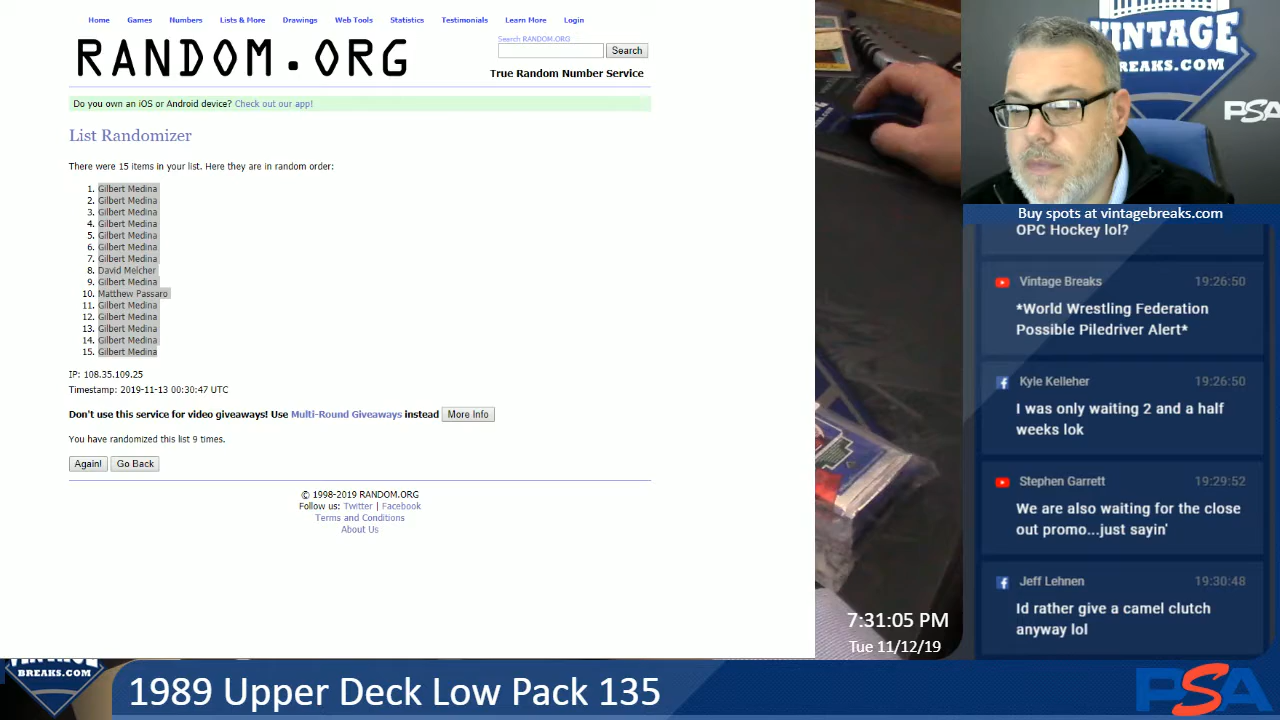 Home Games Numbers Lists & More Drawings Web Tools Statistics Testimonials Learn More Login
RANDOM.ORG
Search RANDOM.ORG
Search
True Random Number Service
Do you own an iOS or Android device? Check out our app!
List Randomizer
There were 15 items in your list. Here they are in random order:
1. Gilbert Medina
2. Gilbert Medina
3. Gilbert Medina
4. Gilbert Medina
5. Gilbert Medina
6. Gilbert Medina
7. Gilbert Medina
8. David Melcher
9. Gilbert Medina
10. Matthew Passaro
11. Gilbert Medina
12. Gilbert Medina
13. Gilbert Medina
14. Gilbert Medina
15. Gilbert Medina
IP: 108.35.109.25
Timestamp: 2019-11-13 00:30:47 UTC
Don't use this service for video giveaways! Use Multi-Round Giveaways instead More Info
You have randomized this list 9 times.
Again! Go Back
© 1998-2019 RANDOM.ORG
Follow us: Twitter | Facebook
Terms and Conditions
About Us
VINTAGE
BREAKS.COM
PSA
Buy spots at vintagebreaks.com
OPC Hockey lol?
Vintage Breaks 19:26:50
*World Wrestling Federation
Possible Piledriver Alert*
Kyle Kelleher 19:26:50
I was only waiting 2 and a half
weeks lok
Stephen Garrett 19:29:52
We are also waiting for the close
out promo...just sayin'
Jeff Lehnen 19:30:48
Id rather give a camel clutch
anyway lol
7:31:05 PM
Tue 11/12/19
VINTAGE
BREAKS.COM
1989 Upper Deck Low Pack 135
PSA